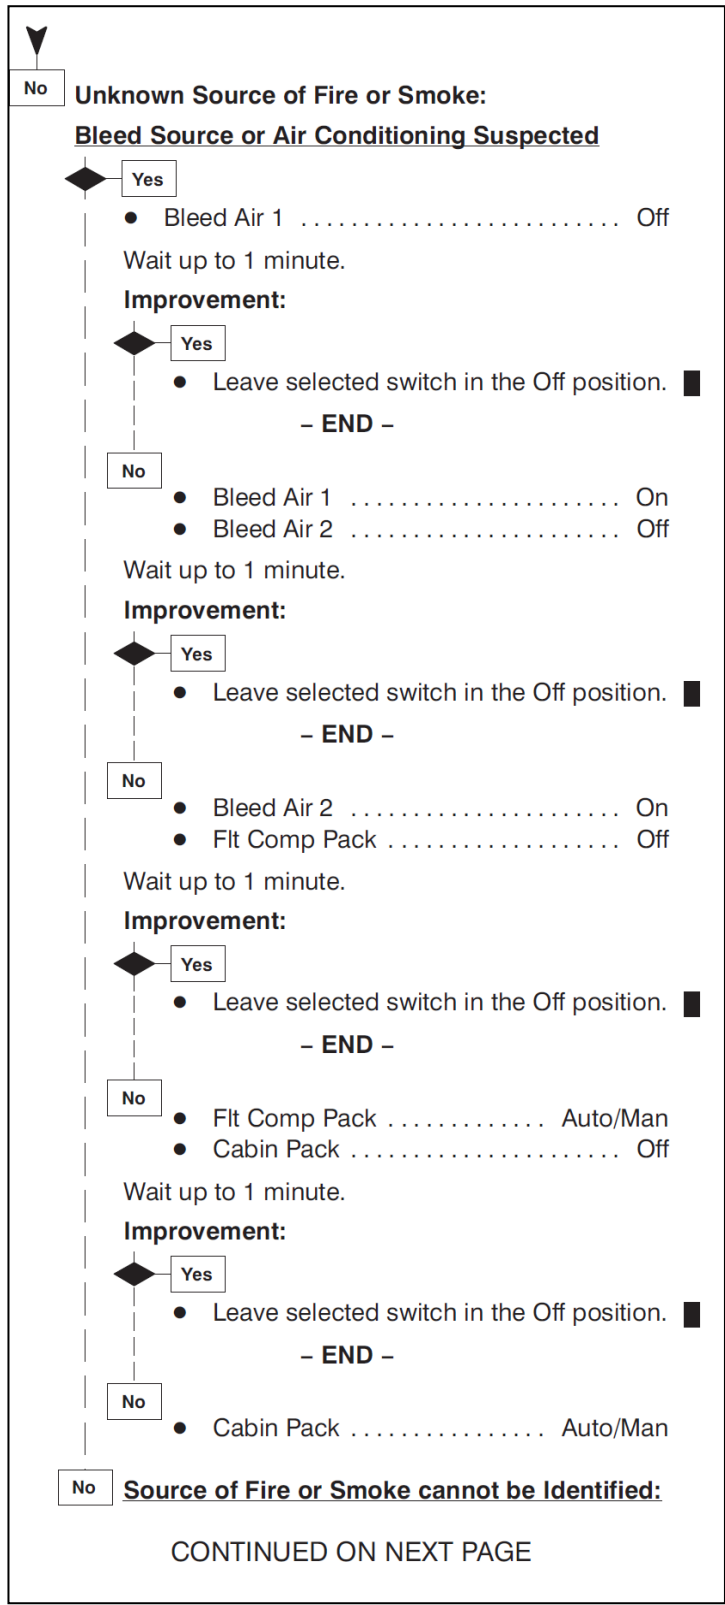 No
Unknown Source of Fire or Smoke:
Bleed Source or Air Conditioning Suspected
Yes
● Bleed Air 1 . . . . . . . . . . . . . . . . . . . . . . . . . . Off
Wait up to 1 minute.
Improvement:
Yes
● Leave selected switch in the Off position.
– END –
No
● Bleed Air 1 . . . . . . . . . . . . . . . . . . . . . . On
● Bleed Air 2 . . . . . . . . . . . . . . . . . . . . . . Off
Wait up to 1 minute.
Improvement:
Yes
● Leave selected switch in the Off position.
– END –
No
● Bleed Air 2 . . . . . . . . . . . . . . . . . . . . . . On
● Flt Comp Pack . . . . . . . . . . . . . . . . . . . Off
Wait up to 1 minute.
Improvement:
Yes
● Leave selected switch in the Off position.
– END –
No
● Flt Comp Pack . . . . . . . . . . . . . Auto/Man
● Cabin Pack . . . . . . . . . . . . . . . . . . . . . . Off
Wait up to 1 minute.
Improvement:
Yes
● Leave selected switch in the Off position.
– END –
No
● Cabin Pack . . . . . . . . . . . . . . . . Auto/Man
No
Source of Fire or Smoke cannot be Identified:
CONTINUED ON NEXT PAGE